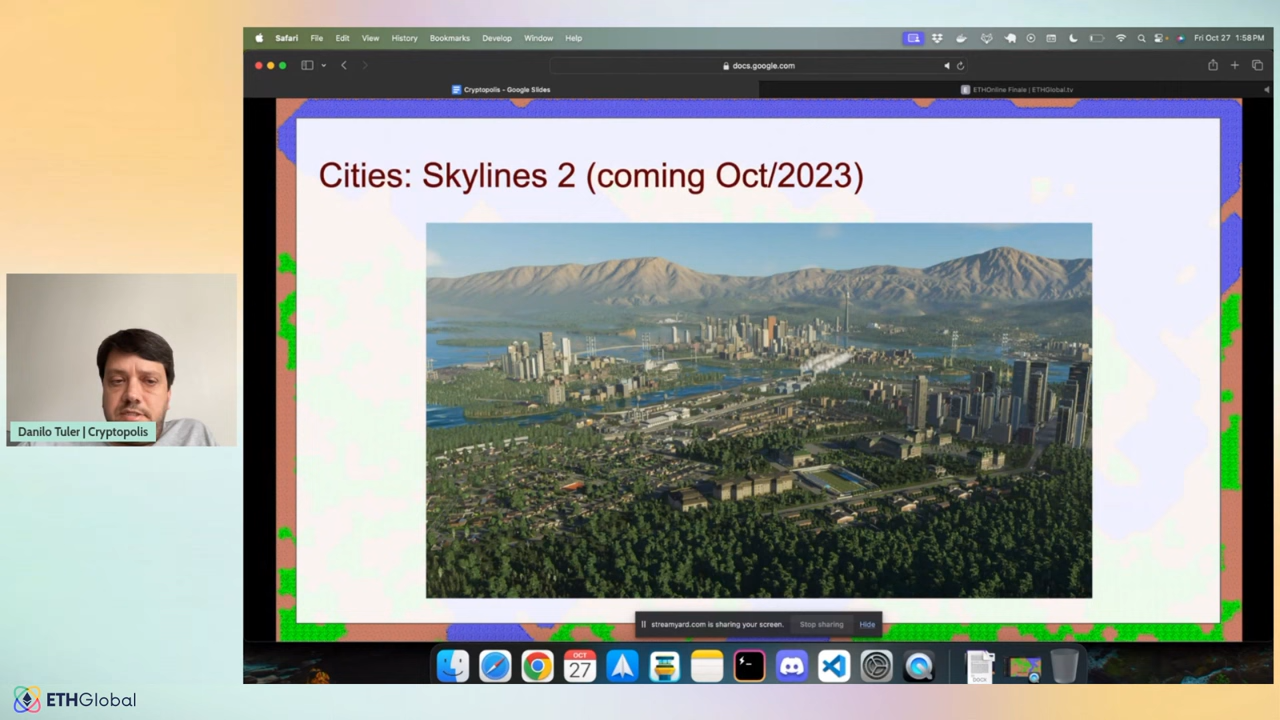 Safari File Edit View History Bookmarks Develop Window Help
Fri Oct 27 1:58 PM
docs.google.com
Cryptopolis - Google Slides
ETHOnline Finale | ETHGlobal.tv
Cities: Skylines 2 (coming Oct/2023)
Danilo Tuler | Cryptopolis
streamyard.com is sharing your screen. Stop sharing Hide
OCT
27
DOCX
ETHGlobal